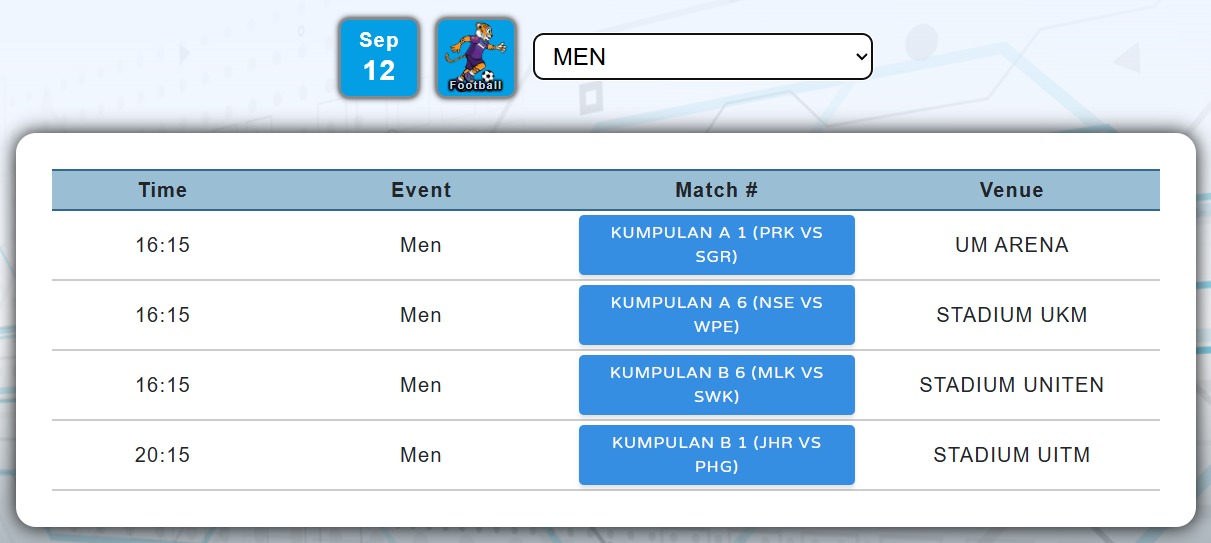 Sep
12
Football
MEN
Time Event Match # Venue
16:15 Men KUMPULAN A 1 (PRK VS SGR) UM ARENA
16:15 Men KUMPULAN A 6 (NSE VS WPE) STADIUM UKM
16:15 Men KUMPULAN B 6 (MLK VS SWK) STADIUM UNITEN
20:15 Men KUMPULAN B 1 (JHR VS PHG) STADIUM UITM